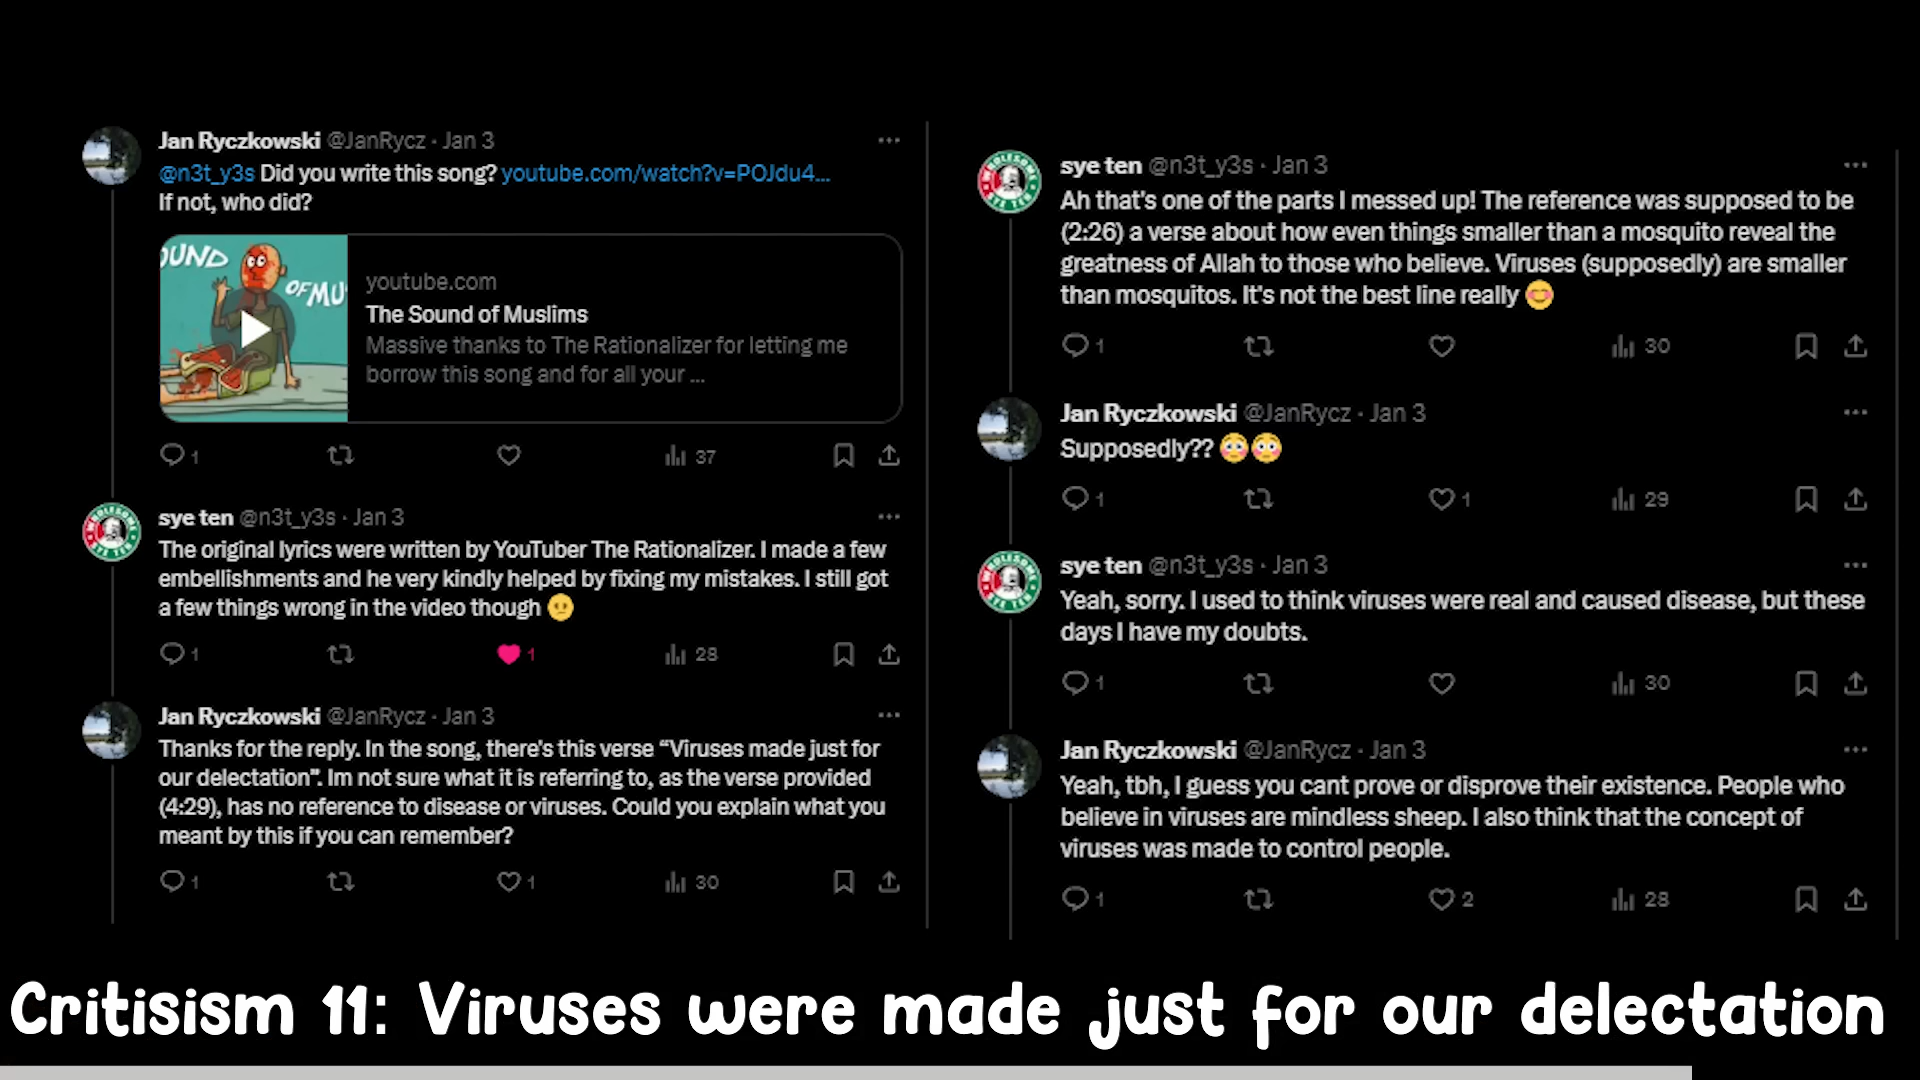 Jan Ryczkowski @JanRycz · Jan 3
@n3t_y3s Did you write this song? youtube.com/watch?v=POJdu4...
If not, who did?
OUND
OF MU
youtube.com
The Sound of Muslims
Massive thanks to The Rationalizer for letting me
borrow this song and for all your ...
1 37
sye ten @n3t_y3s · Jan 3
The original lyrics were written by YouTuber The Rationalizer. I made a few
embellishments and he very kindly helped by fixing my mistakes. I still got
a few things wrong in the video though 😐
1 1 28
Jan Ryczkowski @JanRycz · Jan 3
Thanks for the reply. In the song, there's this verse “Viruses made just for
our delectation”. Im not sure what it is referring to, as the verse provided
(4:29), has no reference to disease or viruses. Could you explain what you
meant by this if you can remember?
1 1 30
WHOLESOME
SYE TEN
sye ten @n3t_y3s · Jan 3
Ah that's one of the parts I messed up! The reference was supposed to be
(2:26) a verse about how even things smaller than a mosquito reveal the
greatness of Allah to those who believe. Viruses (supposedly) are smaller
than mosquitos. It's not the best line really 😊
1 30
Jan Ryczkowski @JanRycz · Jan 3
Supposedly?? 😳😳
1 1 29
sye ten @n3t_y3s · Jan 3
Yeah, sorry. I used to think viruses were real and caused disease, but these
days I have my doubts.
1 30
Jan Ryczkowski @JanRycz · Jan 3
Yeah, tbh, I guess you cant prove or disprove their existence. People who
believe in viruses are mindless sheep. I also think that the concept of
viruses was made to control people.
1 2 28
Critisism 11: Viruses were made just for our delectation